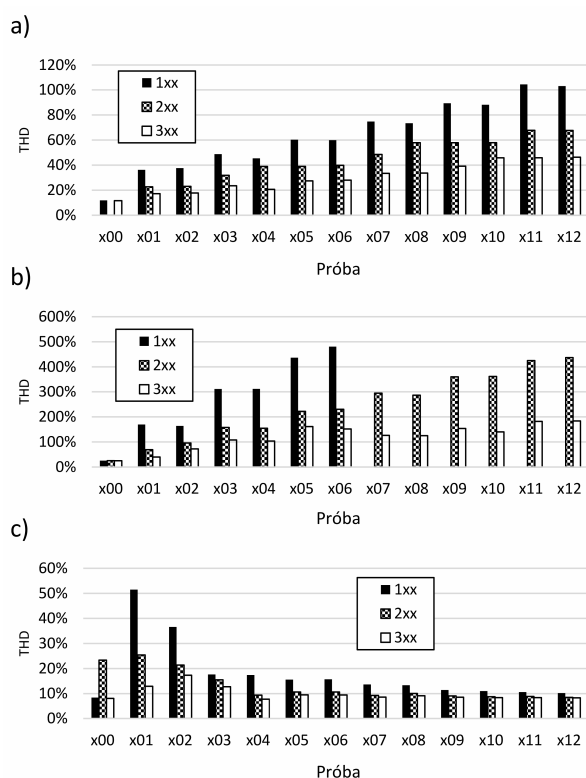 a)
120%
100%
80%
60%
40%
20%
0%
THD
1xx
2xx
3xx
x00 x01 x02 x03 x04 x05 x06 x07 x08 x09 x10 x11 x12
Próba
b)
600%
500%
400%
300%
200%
100%
0%
THD
1xx
2xx
3xx
x00 x01 x02 x03 x04 x05 x06 x07 x08 x09 x10 x11 x12
Próba
c)
60%
50%
40%
30%
20%
10%
0%
THD
1xx
2xx
3xx
x00 x01 x02 x03 x04 x05 x06 x07 x08 x09 x10 x11 x12
Próba